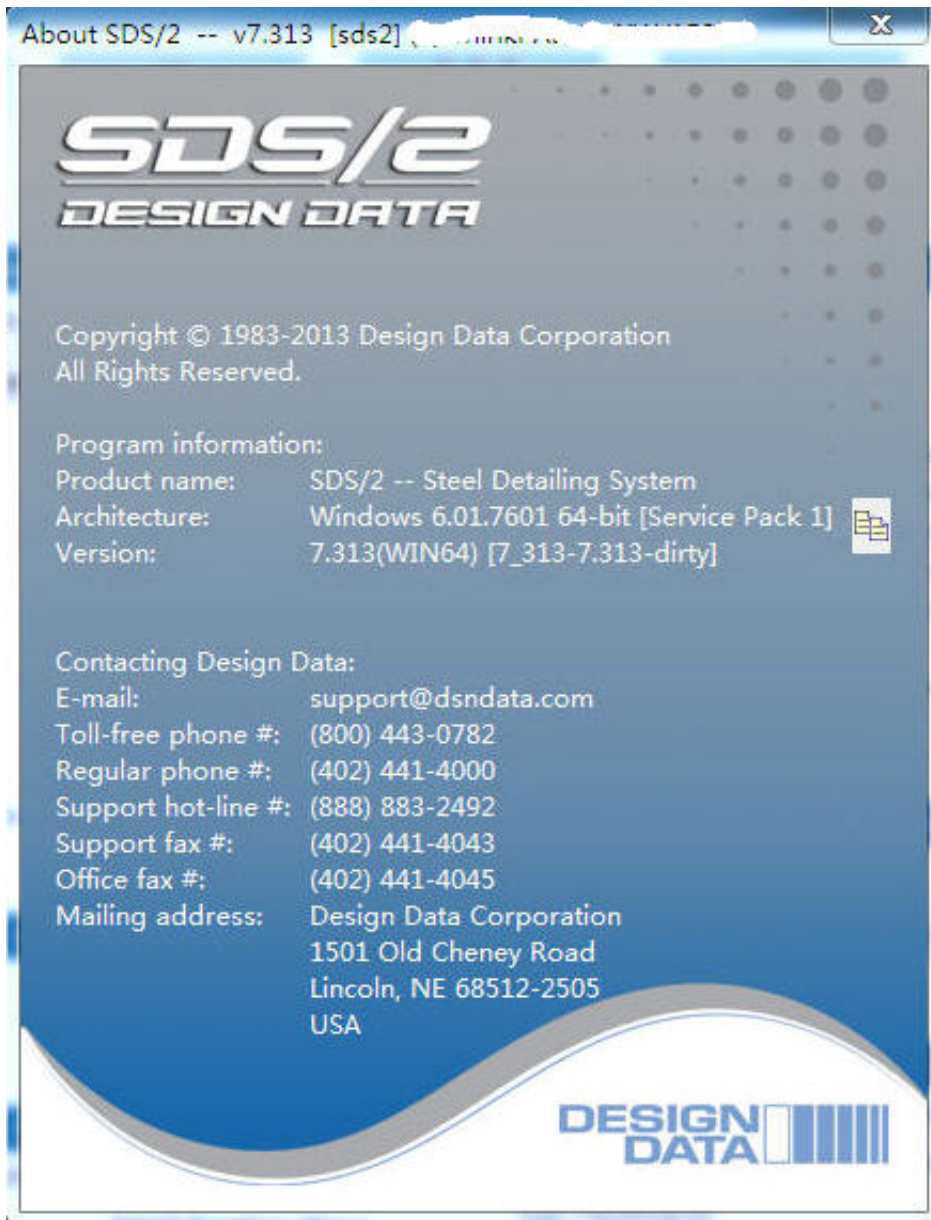 About SDS/2 -- v7.313 [sds2]
SDS/2
DESIGN DATA
Copyright © 1983-2013 Design Data Corporation
All Rights Reserved.
Program information:
Product name: SDS/2 -- Steel Detailing System
Architecture: Windows 6.01.7601 64-bit [Service Pack 1]
Version: 7.313(WIN64) [7_313-7.313-dirty]
Contacting Design Data:
E-mail: support@dsndata.com
Toll-free phone #: (800) 443-0782
Regular phone #: (402) 441-4000
Support hot-line #: (888) 883-2492
Support fax #: (402) 441-4043
Office fax #: (402) 441-4045
Mailing address: Design Data Corporation
1501 Old Cheney Road
Lincoln, NE 68512-2505
USA
DESIGN
DATA